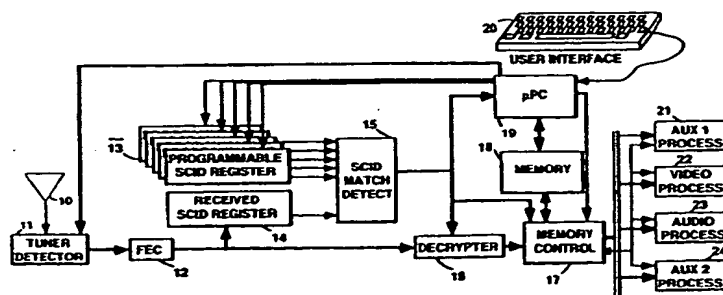 20
USER INTERFACE
21
AUX 1
PROCESS
μPC
19
15
22
VIDEO
PROCESS
13
PROGRAMMABLE
SCID REGISTER
SCID
MATCH
DETECT
18
MEMORY
10
23
AUDIO
PROCESS
RECEIVED
SCID REGISTER
11
14
TUNER
DETECTOR
FEC
12
DECRYPTER
16
MEMORY
CONTROL
17
24
AUX 2
PROCESS